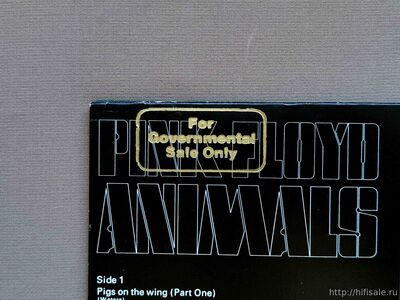 For
Governmental
Sale Only
PINK FLOYD
ANIMALS
Side 1
Pigs on the wing (Part One)
(Waters)
http://hifisale.ru